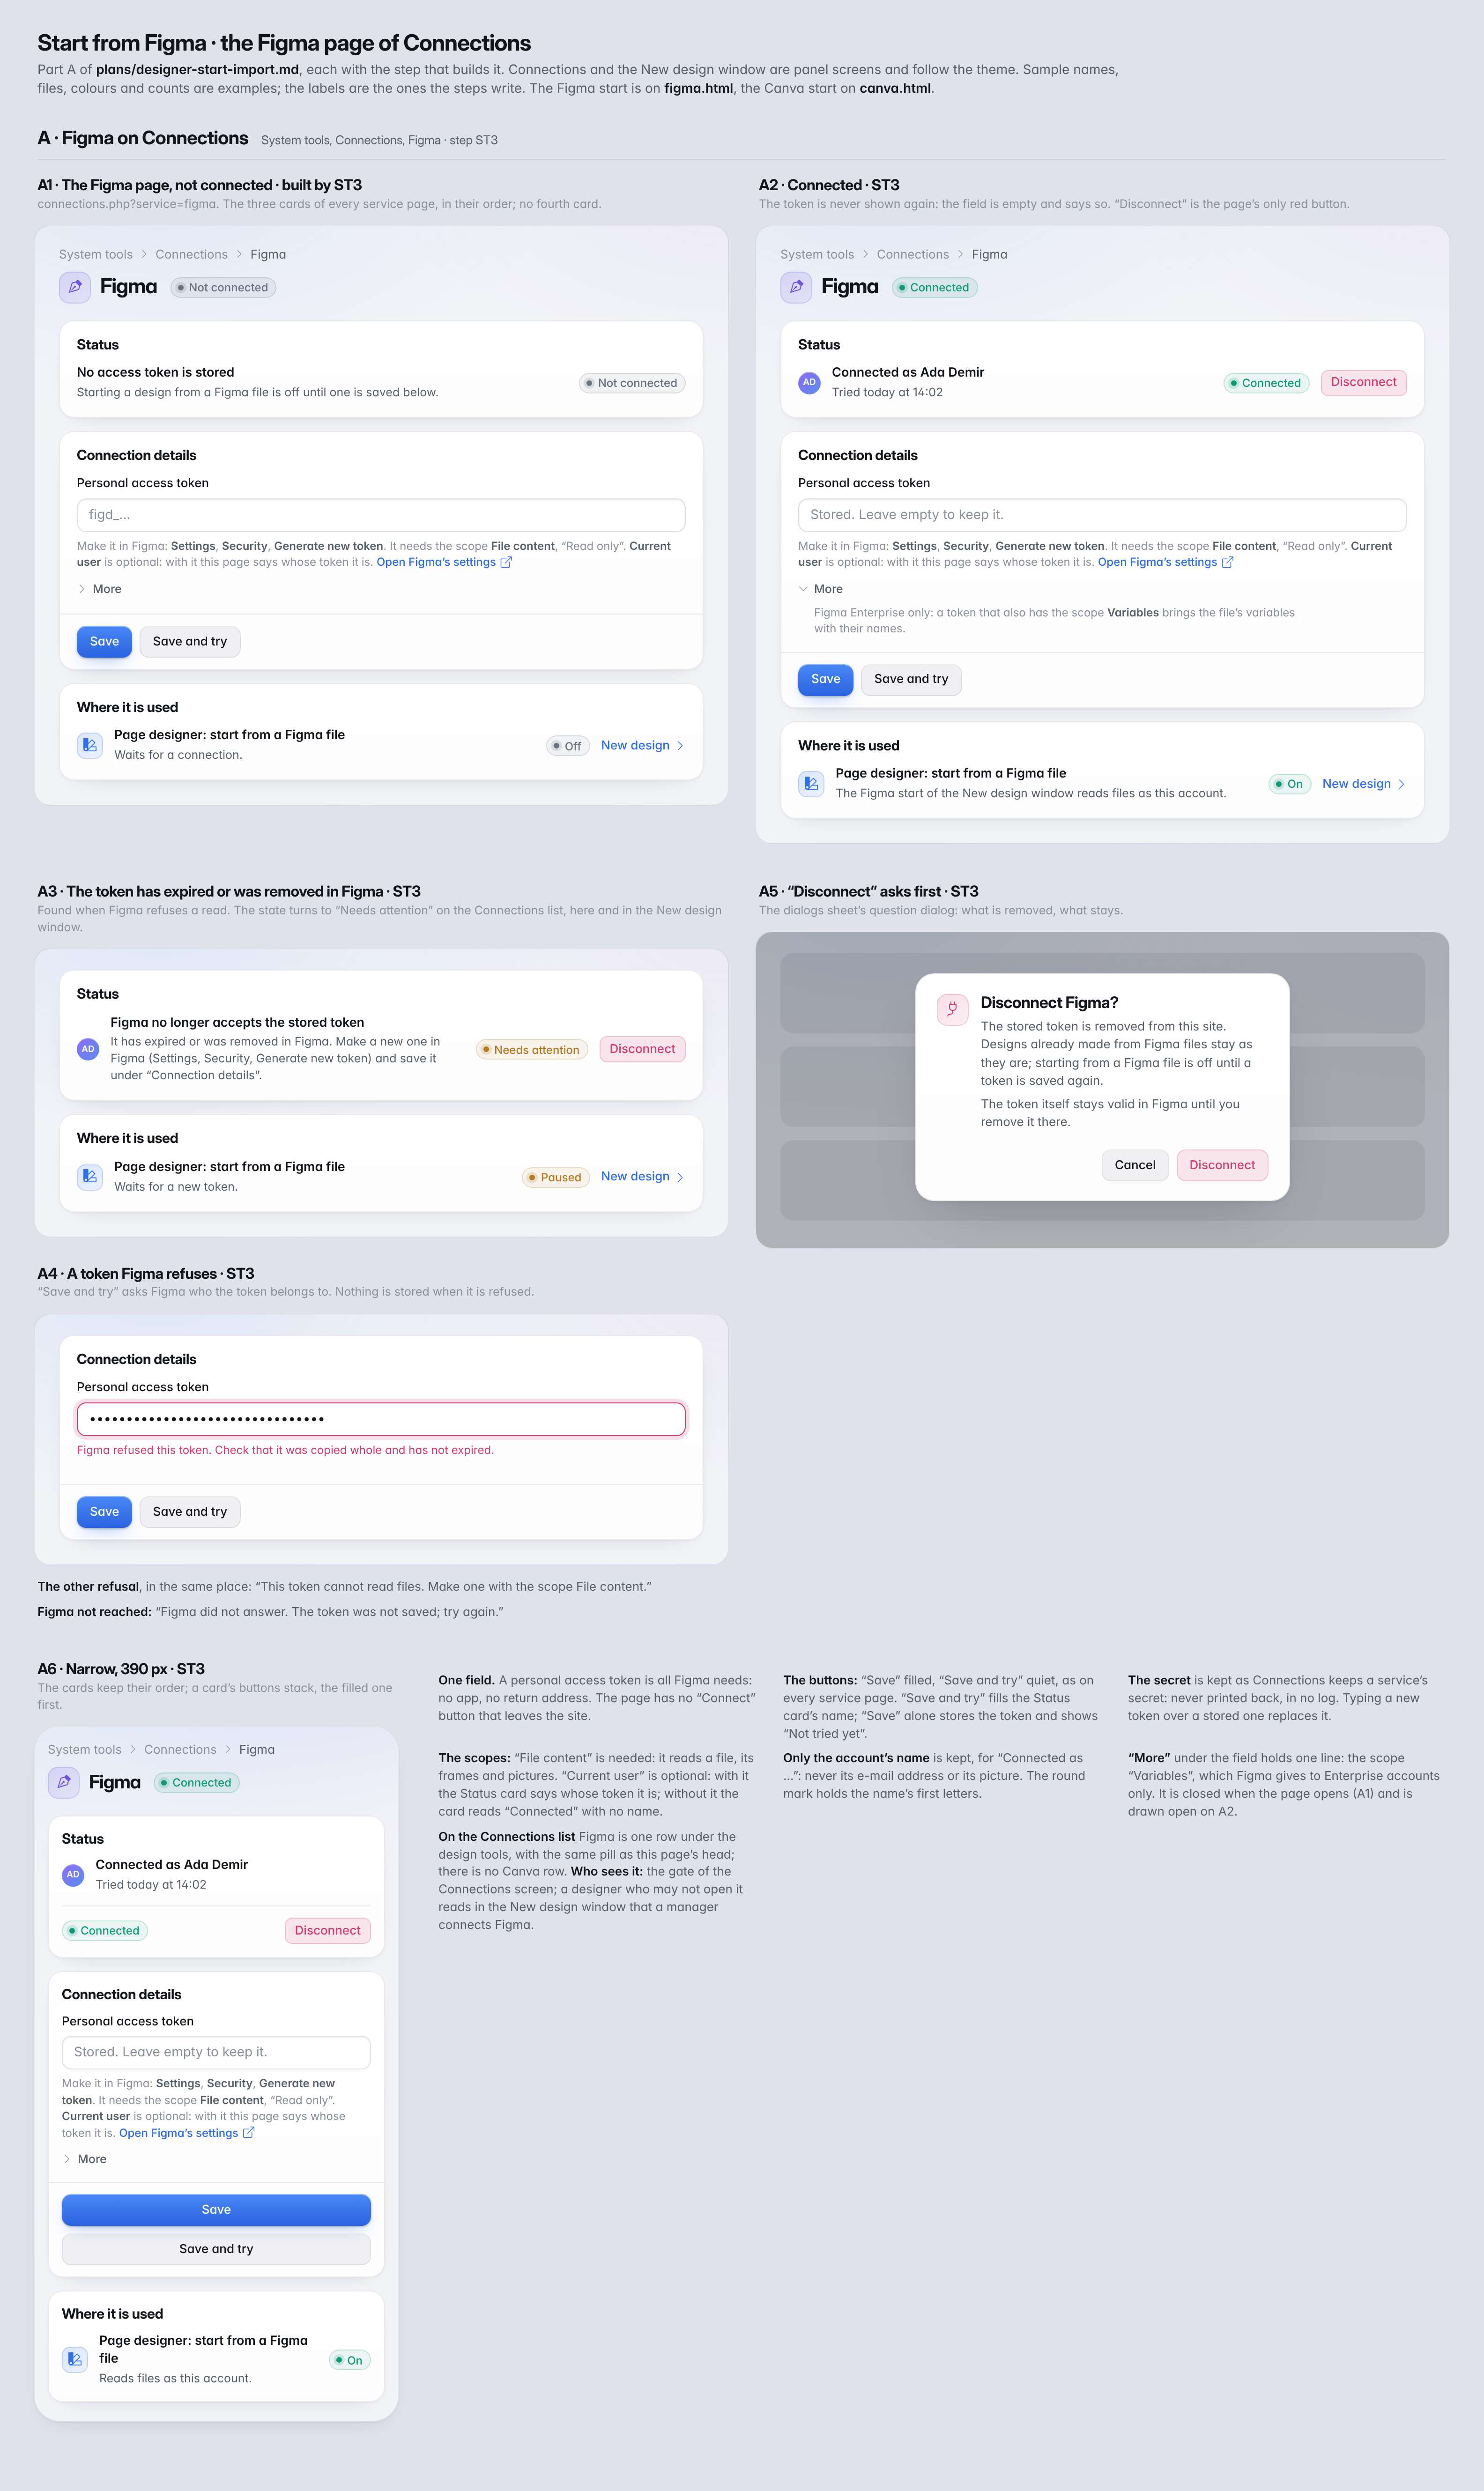 Start from Figma · the Figma page of Connections
Part A of plans/designer-start-import.md, each with the step that builds it. Connections and the New design window are panel screens and follow the theme. Sample names,
files, colours and counts are examples; the labels are the ones the steps write. The Figma start is on figma.html, the Canva start on canva.html.
A · Figma on Connections
System tools, Connections, Figma · step ST3
A1 · The Figma page, not connected · built by ST3
connections.php?service=figma. The three cards of every service page, in their order; no fourth card.
System tools
Connections
Figma
Figma
Not connected
Status
No access token is stored
Starting a design from a Figma file is off until one is saved below.
Not connected
Connection details
Personal access token
figd_...
Make it in Figma: Settings, Security, Generate new token. It needs the scope File content, “Read only”. Current
user is optional: with it this page says whose token it is. Open Figma’s settings
More
Save
Save and try
Where it is used
Page designer: start from a Figma file
Waits for a connection.
Off
New design
A2 · Connected · ST3
The token is never shown again: the field is empty and says so. “Disconnect” is the page’s only red button.
System tools
Connections
Figma
Figma
Connected
Status
AD
Connected as Ada Demir
Tried today at 14:02
Connected
Disconnect
Connection details
Personal access token
Stored. Leave empty to keep it.
Make it in Figma: Settings, Security, Generate new token. It needs the scope File content, “Read only”. Current
user is optional: with it this page says whose token it is. Open Figma’s settings
More
Figma Enterprise only: a token that also has the scope Variables brings the file’s variables
with their names.
Save
Save and try
Where it is used
Page designer: start from a Figma file
The Figma start of the New design window reads files as this account.
On
New design
A3 · The token has expired or was removed in Figma · ST3
Found when Figma refuses a read. The state turns to “Needs attention” on the Connections list, here and in the New design
window.
Status
AD
Figma no longer accepts the stored token
It has expired or was removed in Figma. Make a new one in
Figma (Settings, Security, Generate new token) and save it
under “Connection details”.
Needs attention
Disconnect
Where it is used
Page designer: start from a Figma file
Waits for a new token.
Paused
New design
A5 · “Disconnect” asks first · ST3
The dialogs sheet’s question dialog: what is removed, what stays.
Disconnect Figma?
The stored token is removed from this site.
Designs already made from Figma files stay as
they are; starting from a Figma file is off until a
token is saved again.
The token itself stays valid in Figma until you
remove it there.
Cancel
Disconnect
A4 · A token Figma refuses · ST3
“Save and try” asks Figma who the token belongs to. Nothing is stored when it is refused.
Connection details
Personal access token
••••••••••••••••••••••••••••••••
Figma refused this token. Check that it was copied whole and has not expired.
Save
Save and try
The other refusal, in the same place: “This token cannot read files. Make one with the scope File content.”
Figma not reached: “Figma did not answer. The token was not saved; try again.”
A6 · Narrow, 390 px · ST3
The cards keep their order; a card’s buttons stack, the filled one
first.
System tools
Connections
Figma
Figma
Connected
Status
AD
Connected as Ada Demir
Tried today at 14:02
Connected
Disconnect
Connection details
Personal access token
Stored. Leave empty to keep it.
Make it in Figma: Settings, Security, Generate new
token. It needs the scope File content, “Read only”.
Current user is optional: with it this page says whose
token it is. Open Figma’s settings
More
Save
Save and try
Where it is used
Page designer: start from a Figma
file
Reads files as this account.
On
One field. A personal access token is all Figma needs:
no app, no return address. The page has no “Connect”
button that leaves the site.
The buttons: “Save” filled, “Save and try” quiet, as on
every service page. “Save and try” fills the Status
card’s name; “Save” alone stores the token and shows
“Not tried yet”.
The secret is kept as Connections keeps a service’s
secret: never printed back, in no log. Typing a new
token over a stored one replaces it.
The scopes: “File content” is needed: it reads a file, its
frames and pictures. “Current user” is optional: with it
the Status card says whose token it is; without it the
card reads “Connected” with no name.
Only the account’s name is kept, for “Connected as
...”: never its e-mail address or its picture. The round
mark holds the name’s first letters.
“More” under the field holds one line: the scope
“Variables”, which Figma gives to Enterprise accounts
only. It is closed when the page opens (A1) and is
drawn open on A2.
On the Connections list Figma is one row under the
design tools, with the same pill as this page’s head;
there is no Canva row. Who sees it: the gate of the
Connections screen; a designer who may not open it
reads in the New design window that a manager
connects Figma.